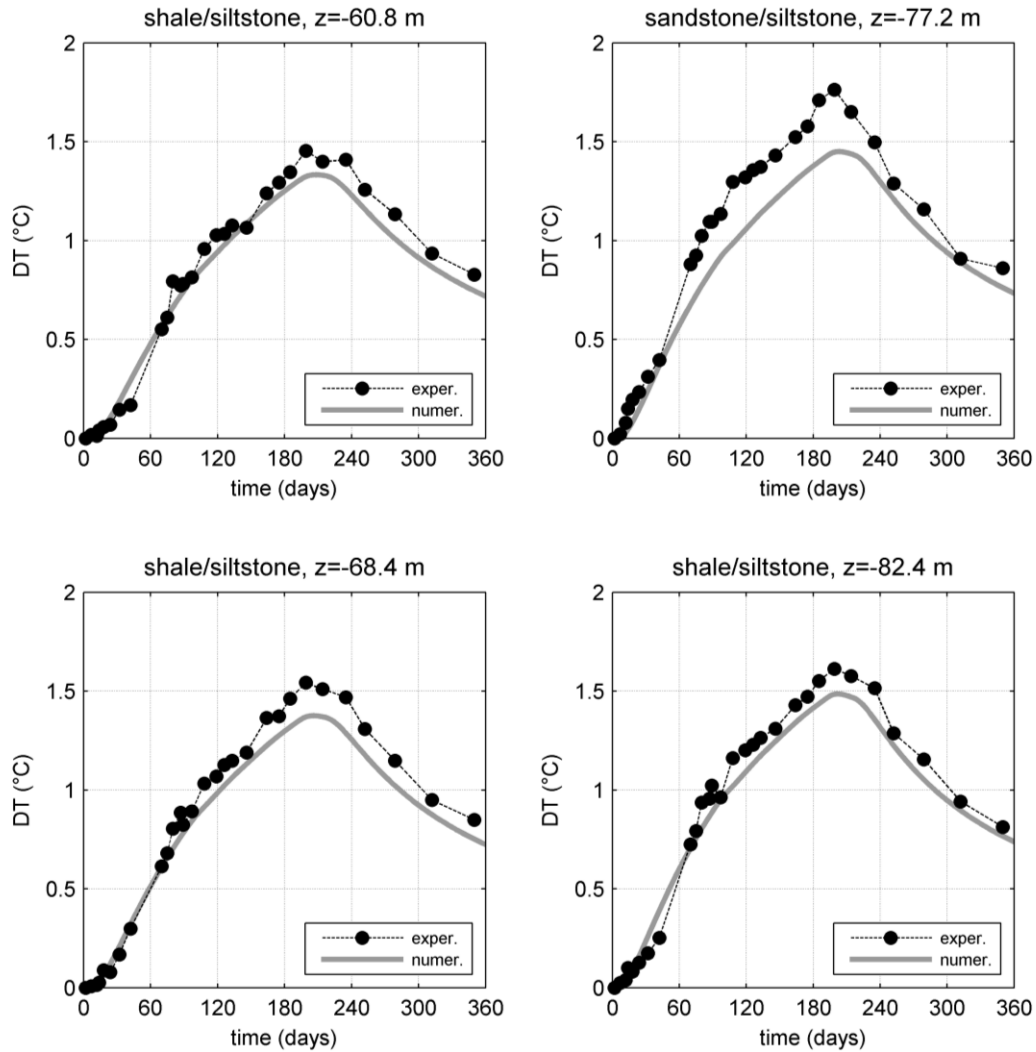 shale/siltstone, z=-60.8 m
2
1.5
1
0.5
0
DT (°C)
0 60 120 180 240 300 360
time (days)
exper.
numer.
sandstone/siltstone, z=-77.2 m
2
1.5
1
0.5
0
DT (°C)
0 60 120 180 240 300 360
time (days)
exper.
numer.
shale/siltstone, z=-68.4 m
2
1.5
1
0.5
0
DT (°C)
0 60 120 180 240 300 360
time (days)
exper.
numer.
shale/siltstone, z=-82.4 m
2
1.5
1
0.5
0
DT (°C)
0 60 120 180 240 300 360
time (days)
exper.
numer.